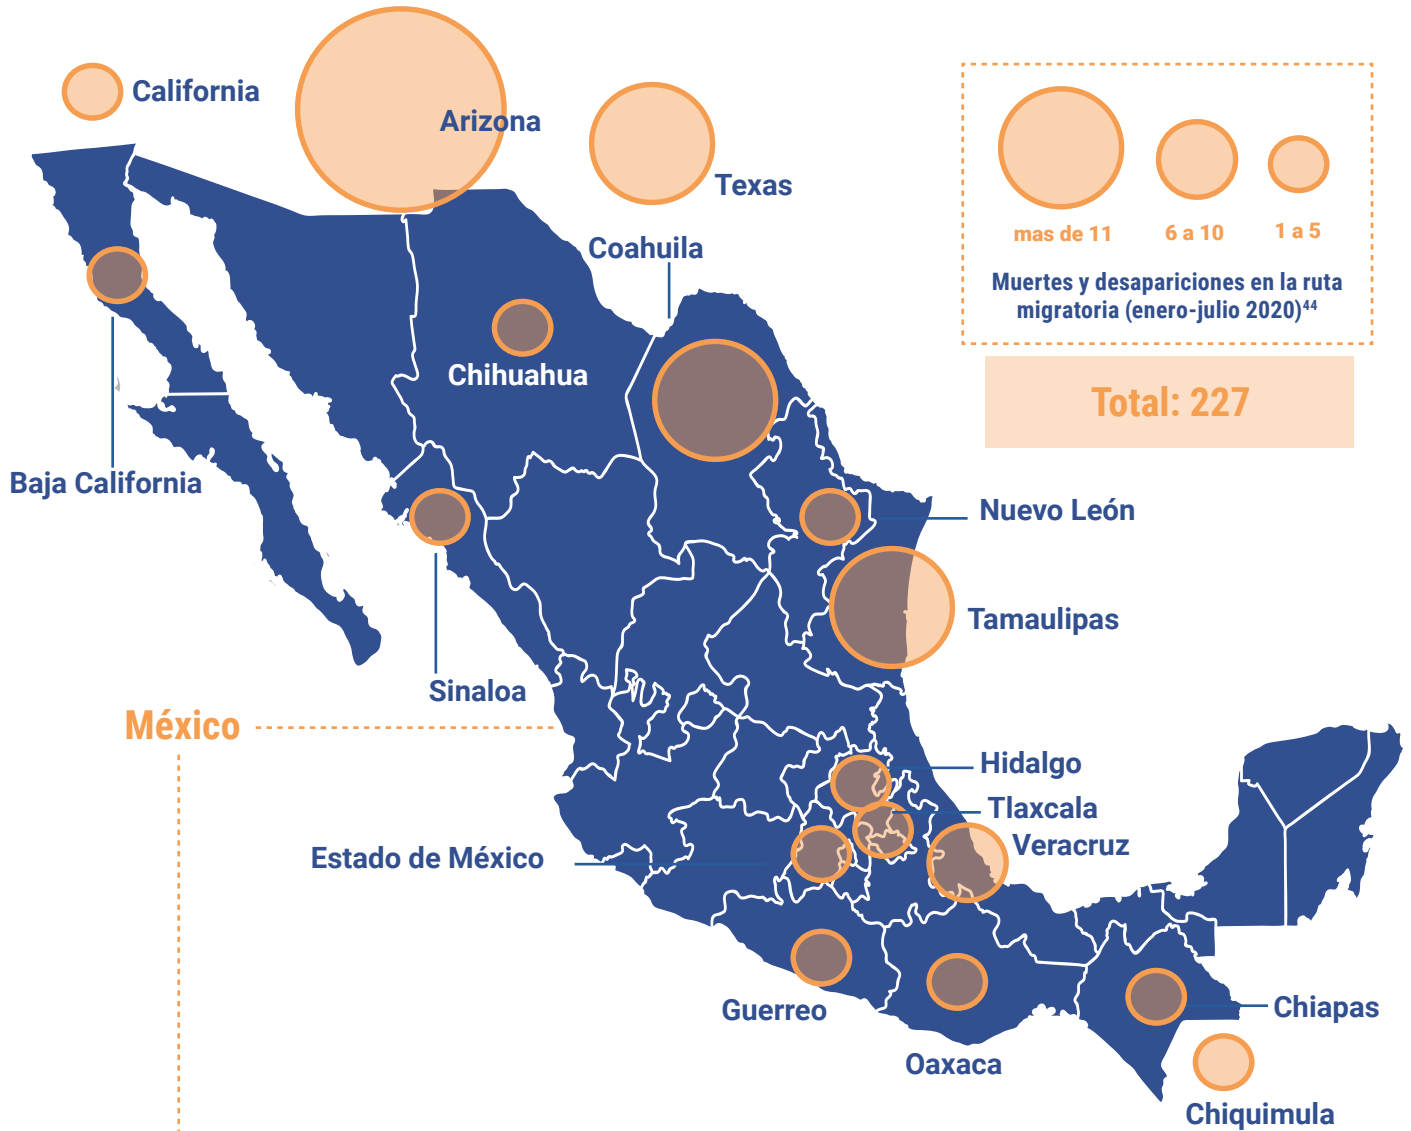 California
Arizona
Texas
Coahuila
mas de 11
6 a 10
1 a 5
Muertes y desapariciones en la ruta
migratoria (enero-julio 2020)44
Total: 227
Chihuahua
Baja California
Nuevo León
Tamaulipas
Sinaloa
México
Hidalgo
Tlaxcala
Veracruz
Estado de México
Guerreo
Oaxaca
Chiapas
Chiquimula